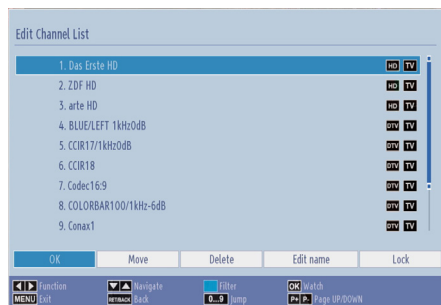 Edit Channel List
1. Das Erste HD HD TV
2. ZDF HD HD TV
3. arte HD HD TV
4. BLUE/LEFT 1kHz0dB DTV TV
5. CCIR17/1kHz0dB DTV TV
6. CCIR18 DTV TV
7. Codec16:9 DTV TV
8. COLORBAR100/1kHz-6dB DTV TV
9. Conax1 DTV TV
OK Move Delete Edit name Lock
Function Navigate Filter OK Watch
MENU Exit RET/BACK Back 0...9 Jump P+ P- Page UP/DOWN